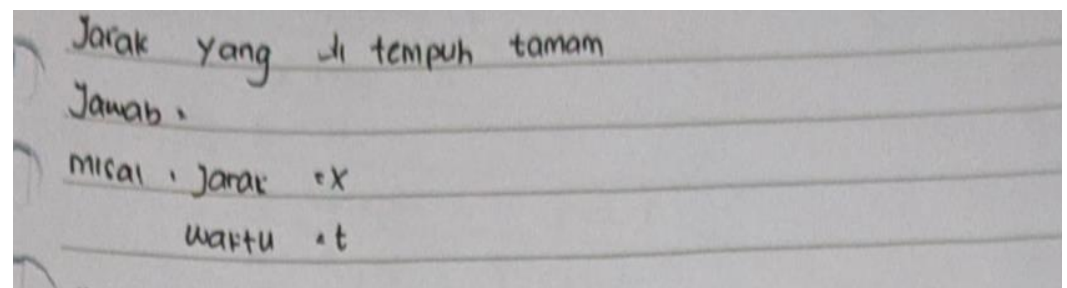 Jarak yang di tempuh tamam
Jawab :
misal : jarak = x
waktu = t